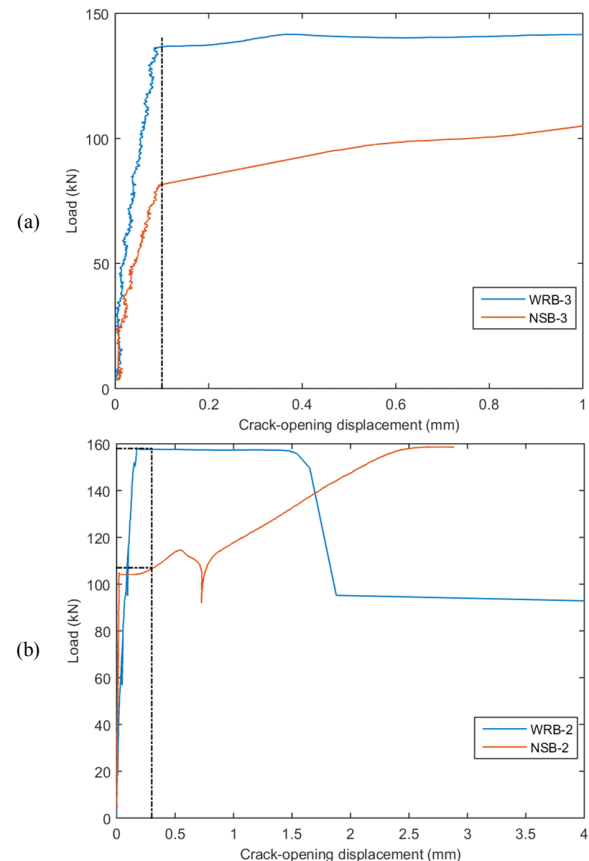 (a)
150
100
50
0
Load (kN)
WRB-3
NSB-3
0 0.2 0.4 0.6 0.8 1
Crack-opening displacement (mm)
(b)
160
140
120
100
80
60
40
20
0
Load (kN)
WRB-2
NSB-2
0 0.5 1 1.5 2 2.5 3 3.5 4
Crack-opening displacement (mm)